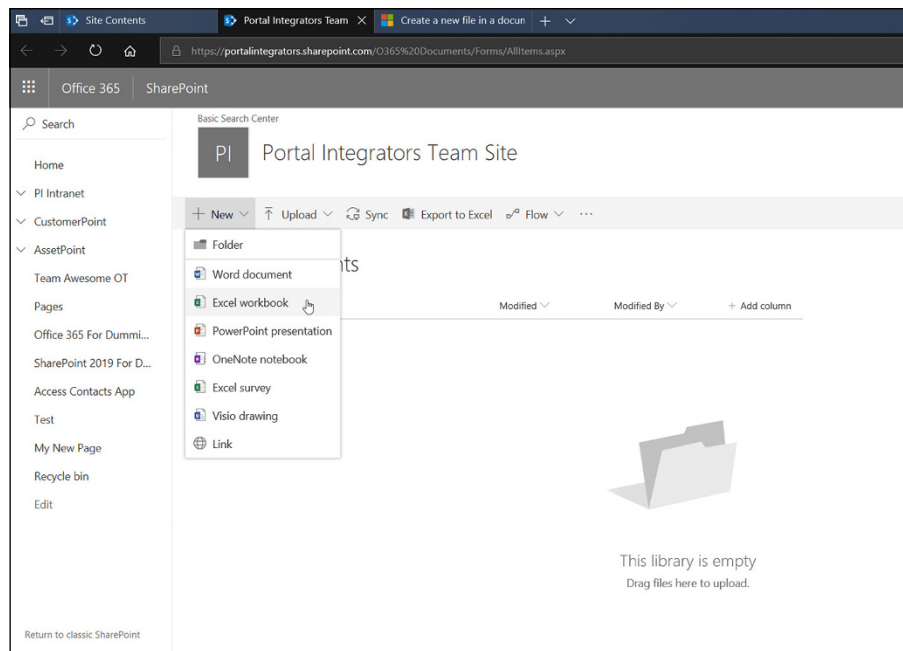 Site Contents
Portal Integrators Team
Create a new file in a docun
https://portalintegrators.sharepoint.com/O365%20Documents/Forms/AllItems.aspx
Office 365 SharePoint
Search
Home
PI Intranet
CustomerPoint
AssetPoint
Team Awesome OT
Pages
Office 365 For Dummi...
SharePoint 2019 For D...
Access Contacts App
Test
My New Page
Recycle bin
Edit
Return to classic SharePoint
Basic Search Center
PI Portal Integrators Team Site
New Upload Sync Export to Excel Flow ...
Folder
Word document
Excel workbook
PowerPoint presentation
OneNote notebook
Excel survey
Visio drawing
Link
nts
Modified Modified By + Add column
This library is empty
Drag files here to upload.